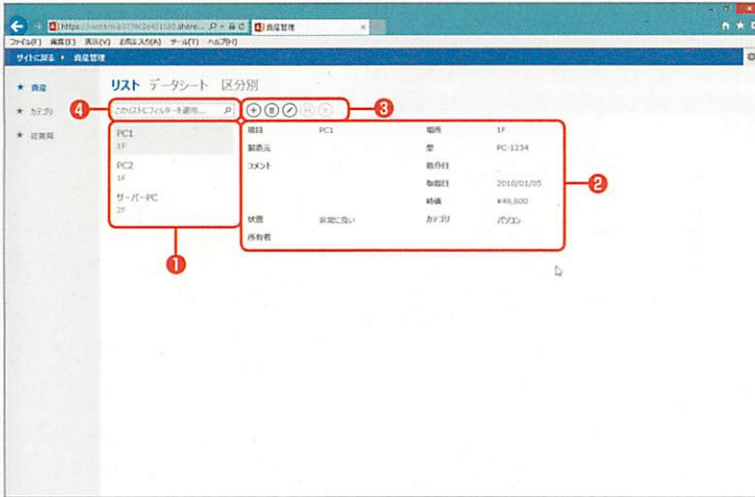 資産管理
ファイル(F) 編集(E) 表示(V) お気に入り(A) ツール(T) ヘルプ(H)
サイトに戻る 資産管理
★ 資産
★ カテゴリ
★ 従業員
リスト データシート 区分別
4
このリストにフィルターを適用...
3
PC1
1F
PC2
1F
サーバーPC
2F
1
項目 PC1 場所 1F
製造元 型 PC-1234
コメント
取得日 2010/01/05
時価 ¥49,800
状態 非常に良い カテゴリ パソコン
所有者
2